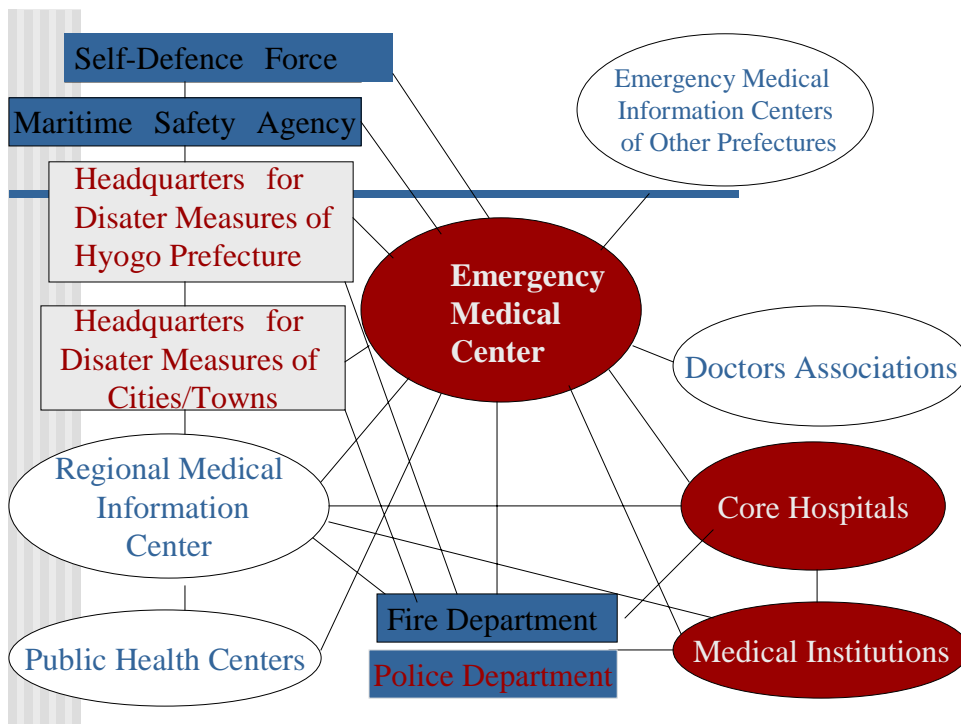 Self-Defence Force
Maritime Safety Agency
Emergency Medical
Information Centers
of Other Prefectures
Headquarters for
Disater Measures of
Hyogo Prefecture
Emergency
Medical
Center
Headquarters for
Disater Measures of
Cities/Towns
Doctors Associations
Regional Medical
Information
Center
Core Hospitals
Fire Department
Public Health Centers
Police Department
Medical Institutions